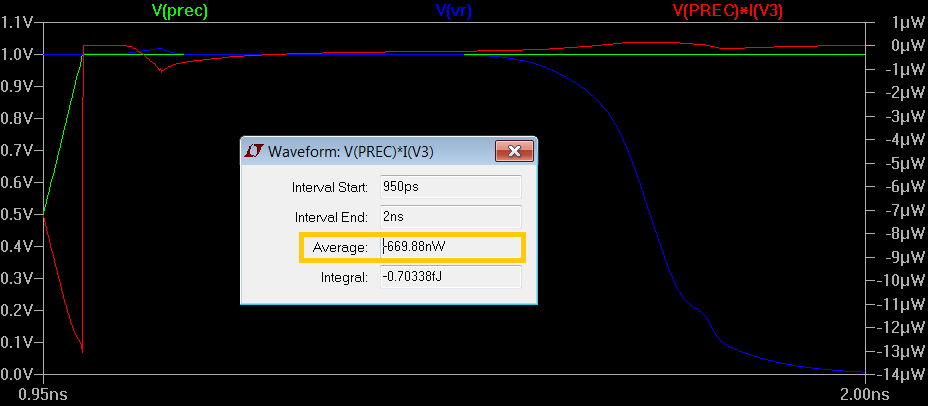 V(prec) V(vr) V(PREC)*I(V3)
1.1V 1µW
1.0V 0µW
0.9V -1µW
0.8V -2µW
0.7V -3µW
0.6V -4µW
0.5V -5µW
0.4V -6µW
0.3V -7µW
0.2V -8µW
0.1V -9µW
0.0V -10µW
-11µW
-12µW
-13µW
-14µW
0.95ns 2.00ns
Waveform: V(PREC)*I(V3)
Interval Start: 950ps
Interval End: 2ns
Average: -669.88nW
Integral: -0.70338fJ